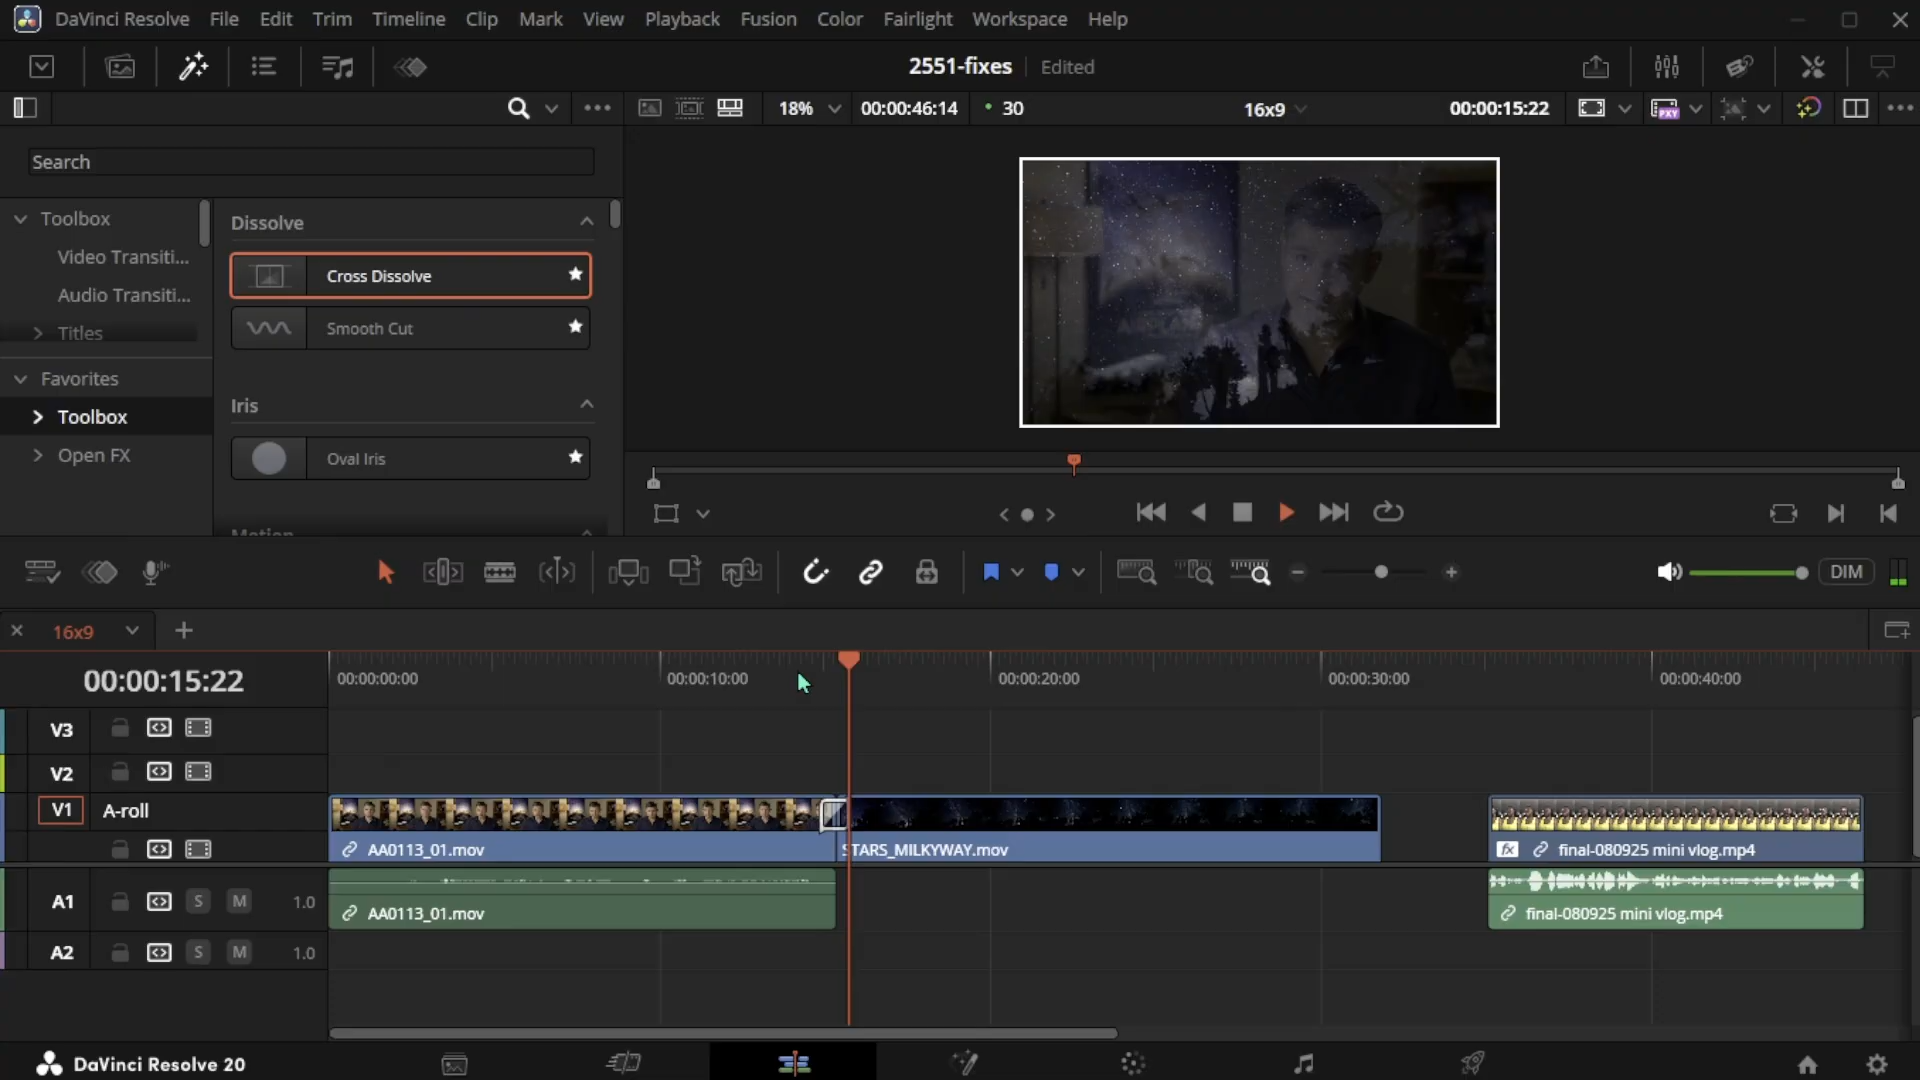 DaVinci Resolve File Edit Trim Timeline Clip Mark View Playback Fusion Color Fairlight Workspace Help
2551-fixes Edited
18% 00:00:46:14 30 16x9 00:00:15:22 PXY
Search
Toolbox
Video Transiti...
Audio Transiti...
Titles
Favorites
Toolbox
Open FX
Dissolve
Cross Dissolve
Smooth Cut
Iris
Oval Iris
Motion
DIM
16x9
00:00:15:22
00:00:00:00 00:00:10:00 00:00:20:00 00:00:30:00 00:00:40:00
V3
V2
V1 A-roll
AA0113_01.mov STARS_MILKYWAY.mov fx final-080925 mini vlog.mp4
A1 S M 1.0
AA0113_01.mov final-080925 mini vlog.mp4
A2 S M 1.0
DaVinci Resolve 20